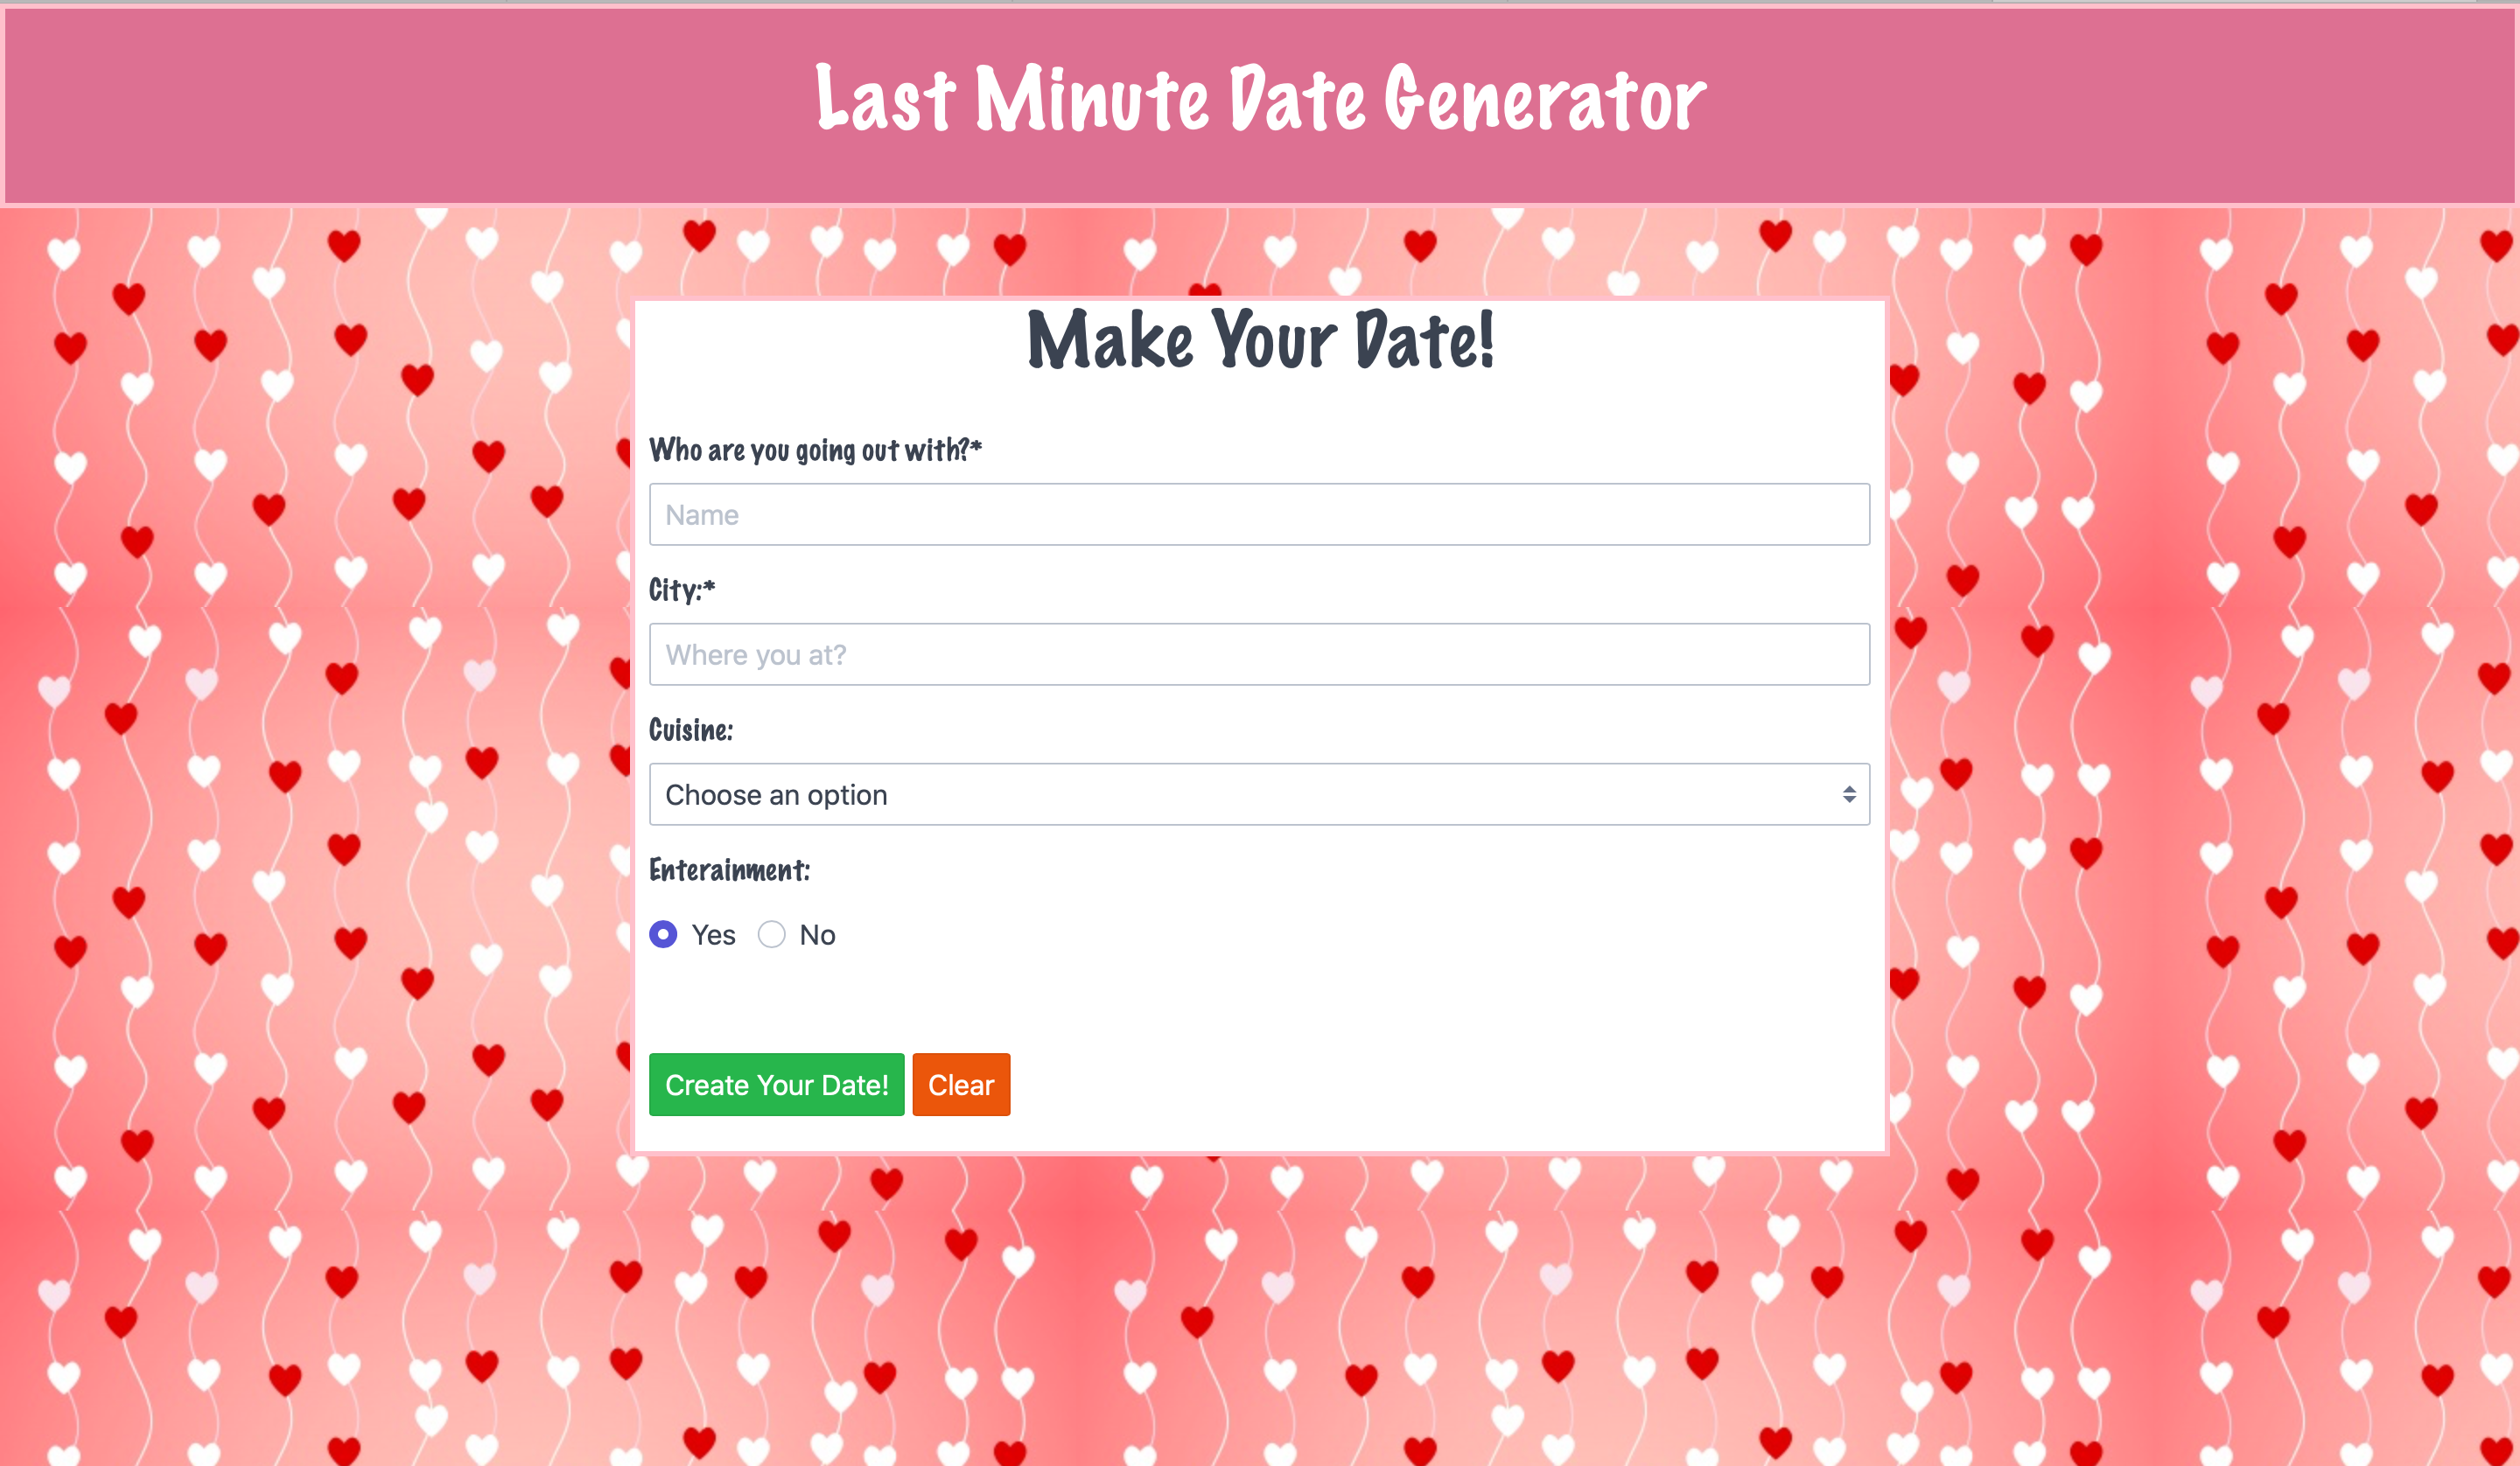 Last Minute Date Generator
Make Your Date!
Who are you going out with?*
Name
City:*
Where you at?
Cuisine:
Choose an option
Enterainment:
Yes No
Create Your Date! Clear